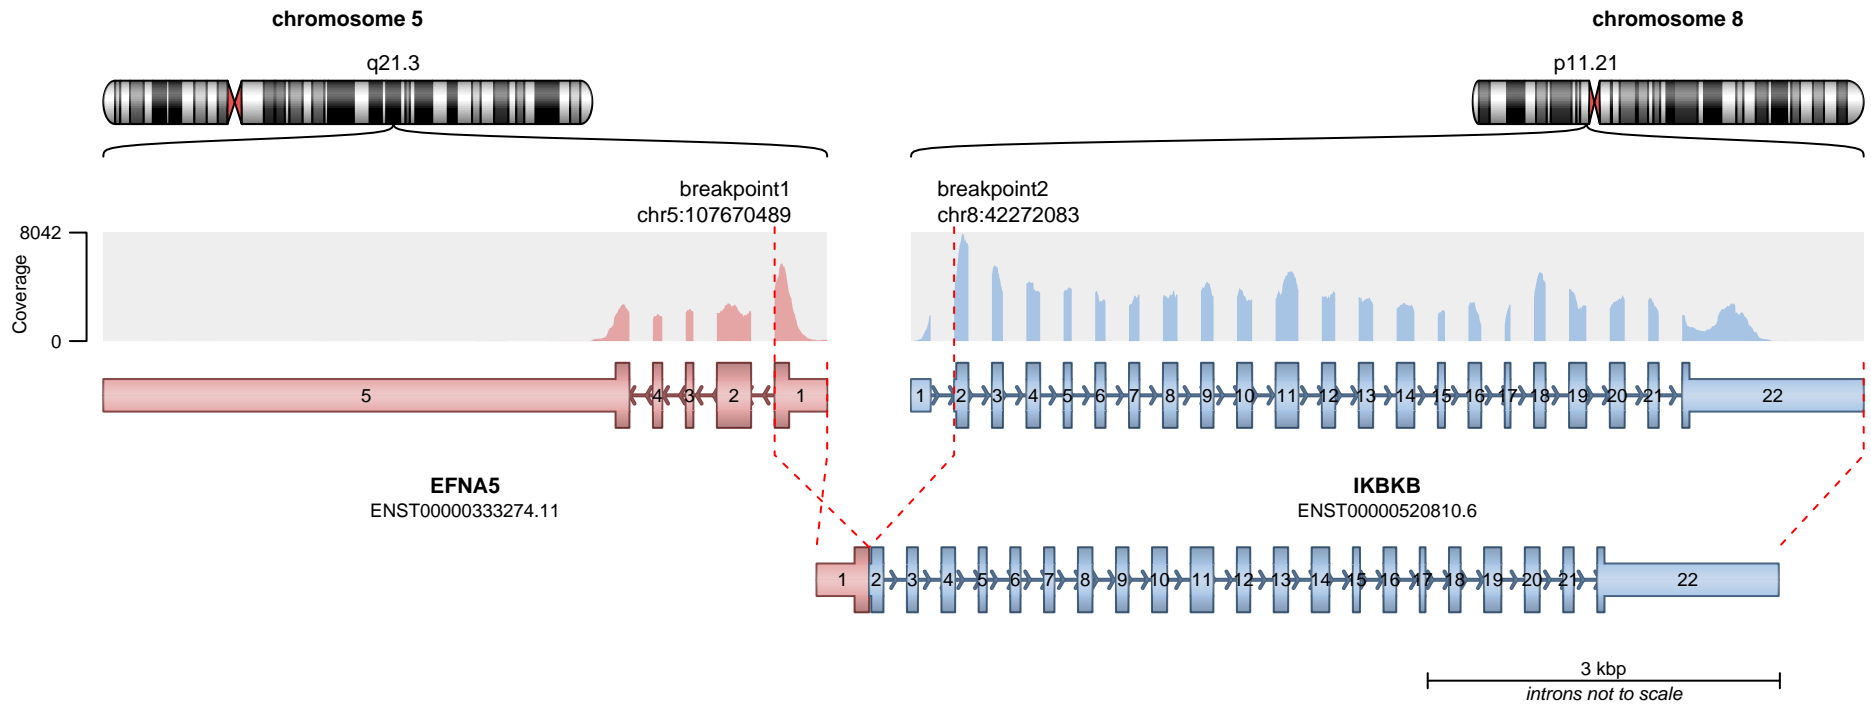 chromosome 5
chromosome 8
q21.3
p11.21
breakpoint1
chr5:107670489
breakpoint2
chr8:42272083
8042
Coverage
0
5 4 3 2 1
1 2 3 4 5 6 7 8 9 10 11 12 13 14 15 16 17 18 19 20 21 22
EFNA5
ENST00000333274.11
IKBKB
ENST00000520810.6
1 2 3 4 5 6 7 8 9 10 11 12 13 14 15 16 17 18 19 20 21 22
3 kbp
introns not to scale